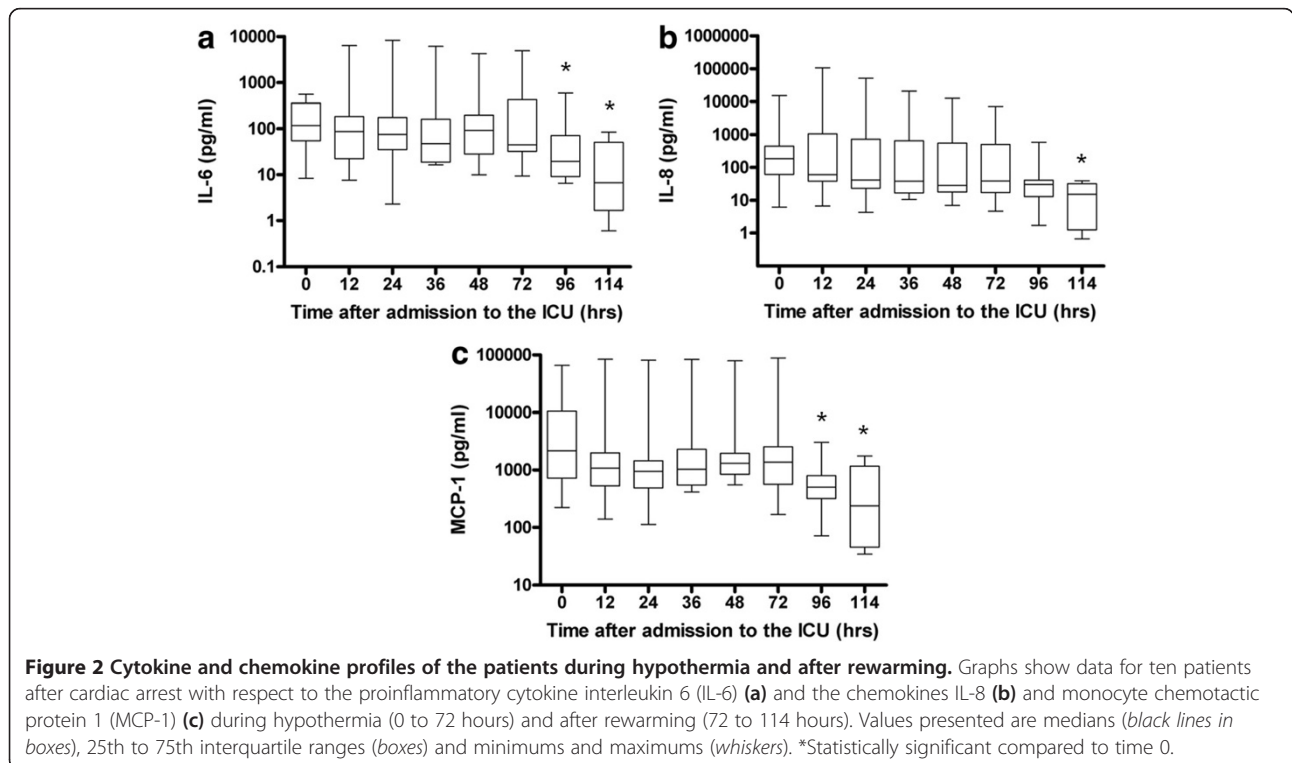 a
10000
1000
100
10
1
0.1
IL-6 (pg/ml)
* *
0 12 24 36 48 72 96 114
Time after admission to the ICU (hrs)
b
1000000
100000
10000
1000
100
10
1
IL-8 (pg/ml)
*
0 12 24 36 48 72 96 114
Time after admission to the ICU (hrs)
c
100000
10000
1000
100
10
MCP-1 (pg/ml)
* *
0 12 24 36 48 72 96 114
Time after admission to the ICU (hrs)
Figure 2 Cytokine and chemokine profiles of the patients during hypothermia and after rewarming. Graphs show data for ten patients
after cardiac arrest with respect to the proinflammatory cytokine interleukin 6 (IL-6) (a) and the chemokines IL-8 (b) and monocyte chemotactic
protein 1 (MCP-1) (c) during hypothermia (0 to 72 hours) and after rewarming (72 to 114 hours). Values presented are medians (black lines in
boxes), 25th to 75th interquartile ranges (boxes) and minimums and maximums (whiskers). *Statistically significant compared to time 0.